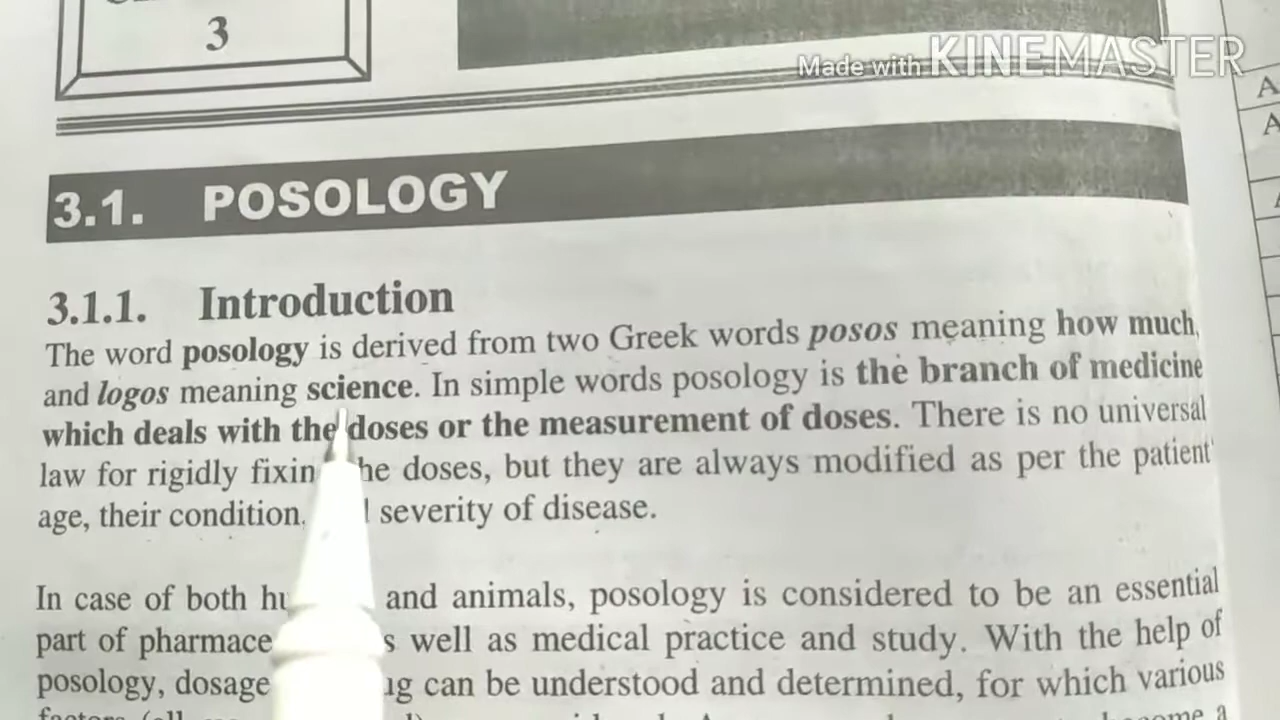 3
Made with KINEMASTER
3.1. POSOLOGY
3.1.1. Introduction
The word posology is derived from two Greek words posos meaning how much,
and logos meaning science. In simple words posology is the branch of medicine
which deals with the doses or the measurement of doses. There is no universal
law for rigidly fixin he doses, but they are always modified as per the patient'
age, their condition, severity of disease.
In case of both hu and animals, posology is considered to be an essential
part of pharmace s well as medical practice and study. With the help of
posology, dosage ug can be understood and determined, for which various
A
A